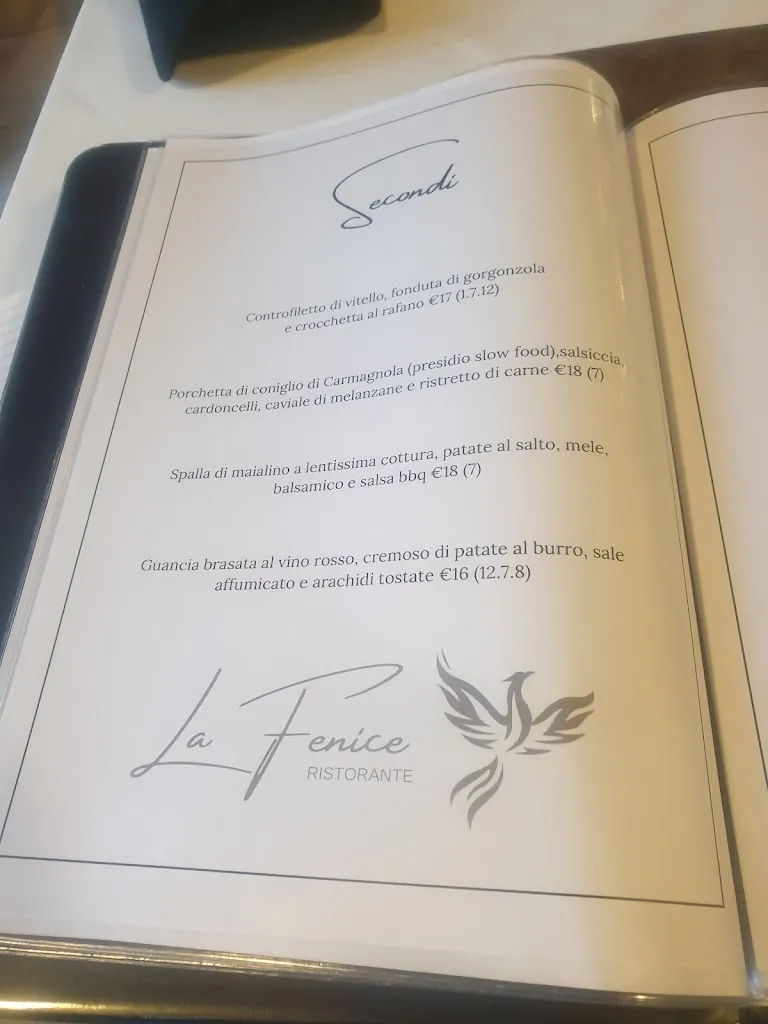 Secondi
Controfiletto di vitello, fonduta di gorgonzola
e crocchetta al rafano €17 (1.7.12)
Porchetta di coniglio di Carmagnola (presidio slow food),salsiccia,
cardoncelli, caviale di melanzane e ristretto di carne €18 (7)
Spalla di maialino a lentissima cottura, patate al salto, mele,
balsamico e salsa bbq €18 (7)
Guancia brasata al vino rosso, cremoso di patate al burro, sale
affumicato e arachidi tostate €16 (12.7.8)
La Fenice
RISTORANTE